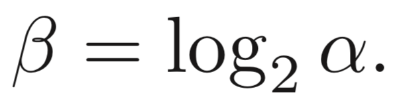 β = log₂ α.